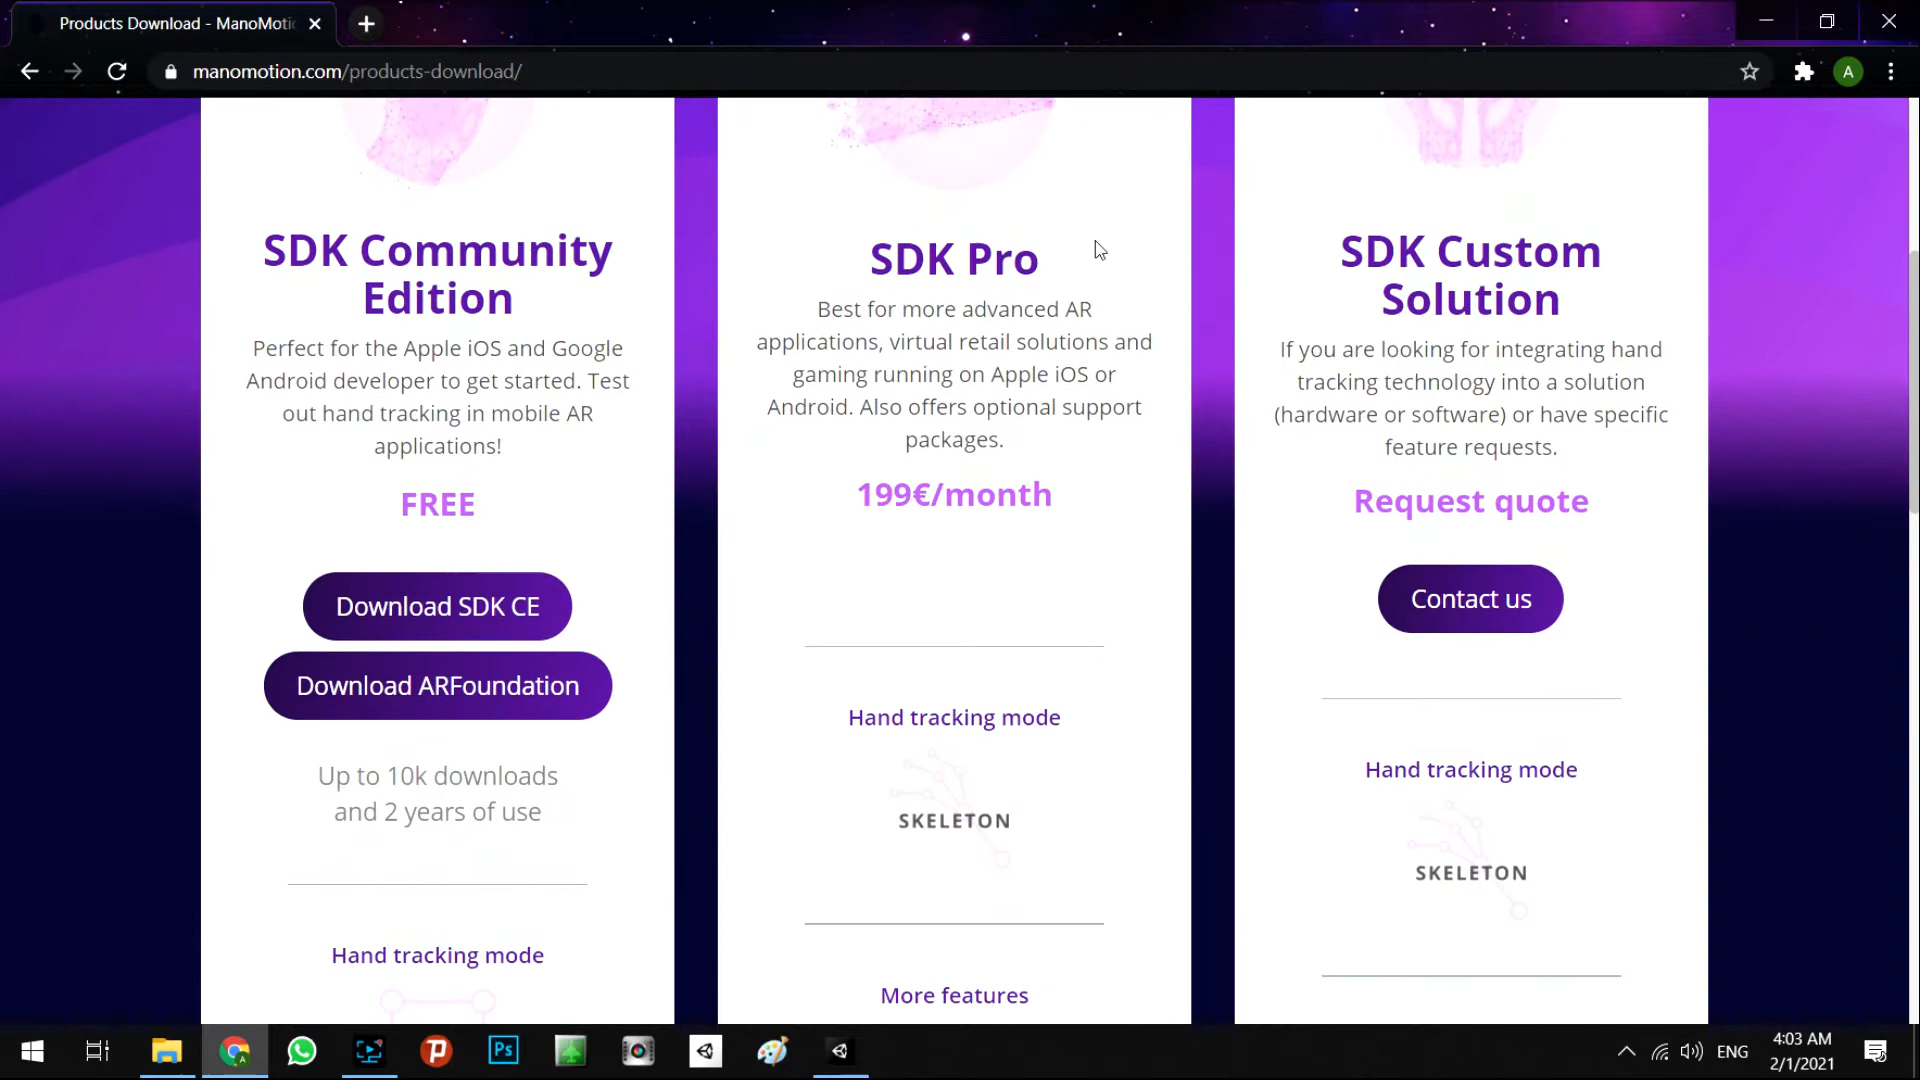 Products Download - ManoMoti
manomotion.com/products-download/
A
SDK Community
Edition
Perfect for the Apple iOS and Google
Android developer to get started. Test
out hand tracking in mobile AR
applications!
FREE
Download SDK CE
Download ARFoundation
Up to 10k downloads
and 2 years of use
Hand tracking mode
SDK Pro
Best for more advanced AR
applications, virtual retail solutions and
gaming running on Apple iOS or
Android. Also offers optional support
packages.
199€/month
Hand tracking mode
SKELETON
More features
SDK Custom
Solution
If you are looking for integrating hand
tracking technology into a solution
(hardware or software) or have specific
feature requests.
Request quote
Contact us
Hand tracking mode
SKELETON
Ps
ENG
4:03 AM
2/1/2021